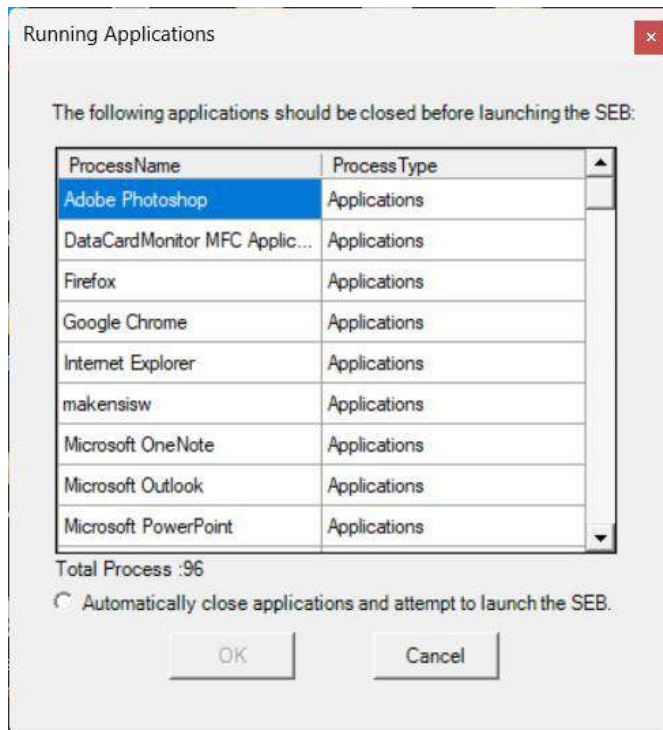 Running Applications
The following applications should be closed before launching the SEB:
ProcessName ProcessType
Adobe Photoshop Applications
DataCardMonitor MFC Applic... Applications
Firefox Applications
Google Chrome Applications
Internet Explorer Applications
makensisw Applications
Microsoft OneNote Applications
Microsoft Outlook Applications
Microsoft PowerPoint Applications
Total Process :96
Automatically close applications and attempt to launch the SEB.
OK Cancel